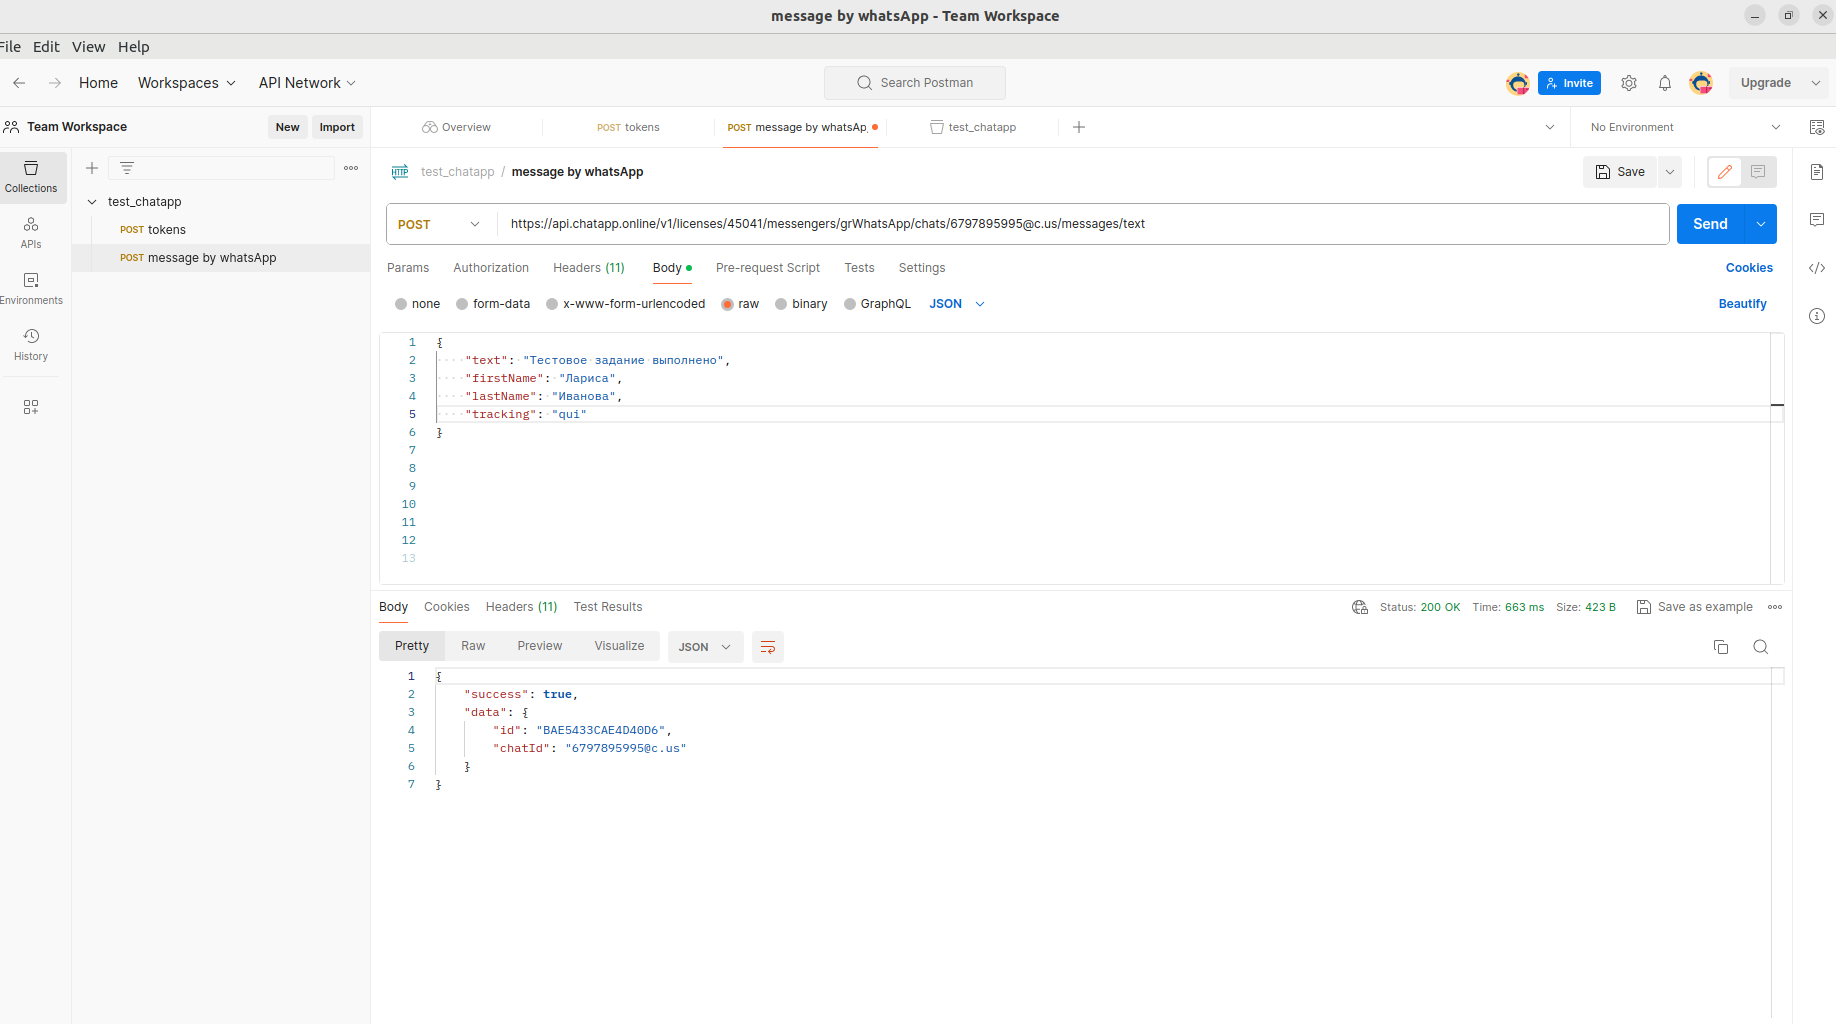 message by whatsApp - Team Workspace
File Edit View Help
Home Workspaces API Network Search Postman Invite Upgrade
Team Workspace New Import Overview POST tokens POST message by whatsAp test_chatapp No Environment
Collections
APIs
Environments
History
test_chatapp
POST tokens
POST message by whatsApp
HTTP test_chatapp / message by whatsApp Save
POST https://api.chatapp.online/v1/licenses/45041/messengers/grWhatsApp/chats/6797895995@c.us/messages/text Send
Params Authorization Headers (11) Body Pre-request Script Tests Settings Cookies
none form-data x-www-form-urlencoded raw binary GraphQL JSON Beautify
1 {
2 "text": "Тестовое задание выполнено",
3 "firstName": "Лариса",
4 "lastName": "Иванова",
5 "tracking": "qui"
6 }
7
8
9
10
11
12
13
Body Cookies Headers (11) Test Results Status: 200 OK Time: 663 ms Size: 423 B Save as example
Pretty Raw Preview Visualize JSON
1 {
2 "success": true,
3 "data": {
4 "id": "BAE5433CAE4D40D6",
5 "chatId": "6797895995@c.us"
6 }
7 }